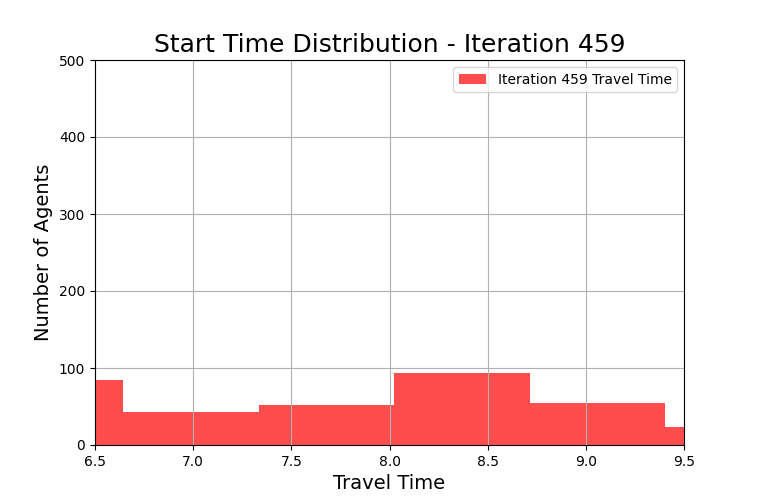 Start Time Distribution - Iteration 459
Iteration 459 Travel Time
500
400
300
200
100
0
Number of Agents
6.5 7.0 7.5 8.0 8.5 9.0 9.5
Travel Time